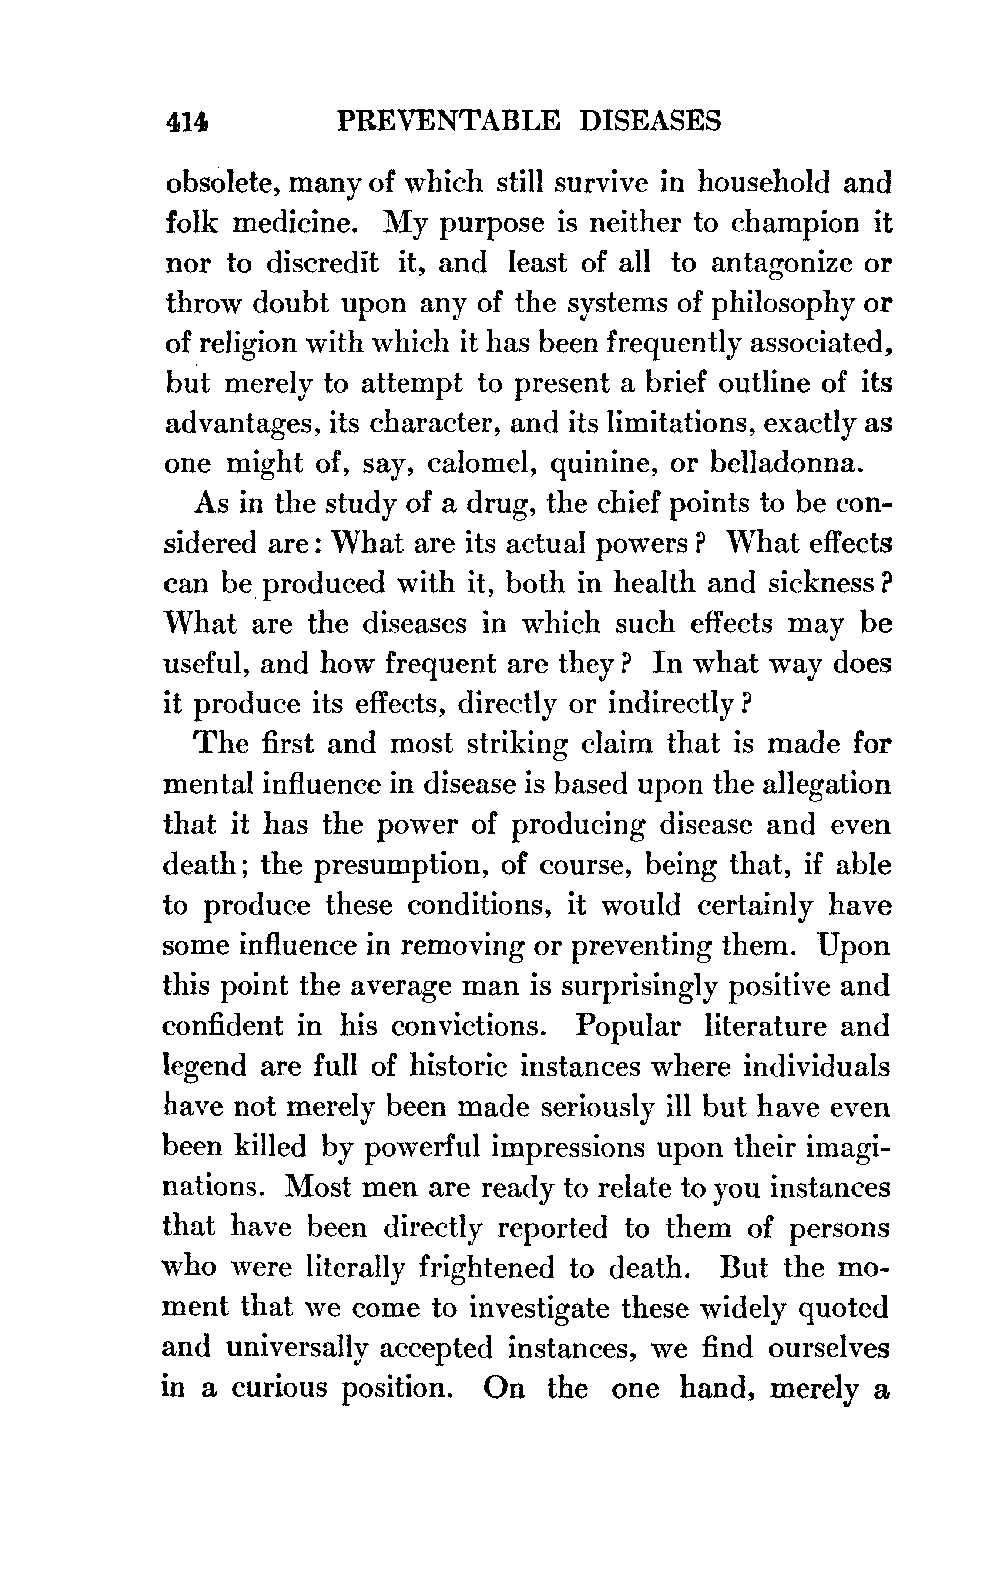 414 PREVENTABLE DISEASES
obsolete, many of which still survive in household and
folk medicine. My purpose is neither to champion it
nor to discredit it, and least of all to antagonize or
throw doubt upon any of the systems of philosophy or
of religion with which it has been frequently associated,
but merely to attempt to present a brief outline of its
advantages, its character, and its limitations, exactly as
one might of, say, calomel, quinine, or belladonna.
As in the study of a drug, the chief points to be con-
sidered are: What are its actual powers? What effects
can be produced with it, both in health and sickness?
What are the diseases in which such effects may be
useful, and how frequent are they? In what way does
it produce its effects, directly or indirectly?
The first and most striking claim that is made for
mental influence in disease is based upon the allegation
that it has the power of producing disease and even
death; the presumption, of course, being that, if able
to produce these conditions, it would certainly have
some influence in removing or preventing them. Upon
this point the average man is surprisingly positive and
confident in his convictions. Popular literature and
legend are full of historic instances where individuals
have not merely been made seriously ill but have even
been killed by powerful impressions upon their imagi-
nations. Most men are ready to relate to you instances
that have been directly reported to them of persons
who were literally frightened to death. But the mo-
ment that we come to investigate these widely quoted
and universally accepted instances, we find ourselves
in a curious position. On the one hand, merely a